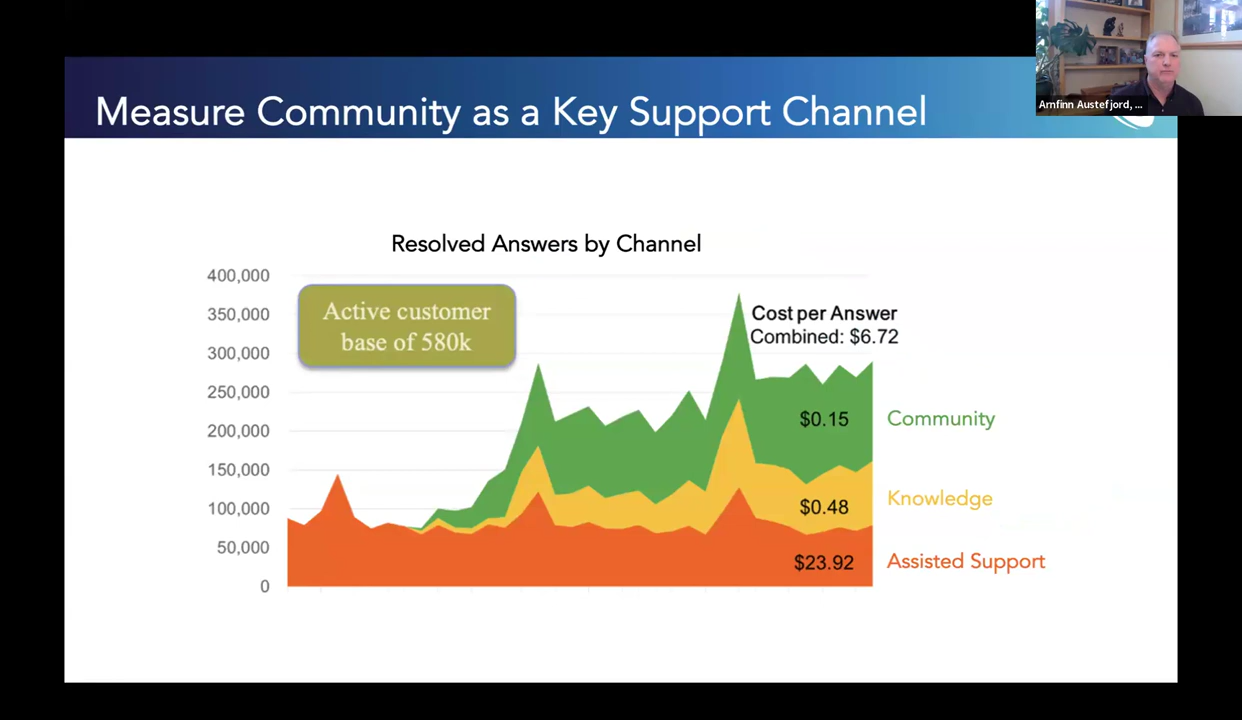 Measure Community as a Key Support Channel
Arnfinn Austefjord, ...
Resolved Answers by Channel
400,000
350,000
300,000
250,000
200,000
150,000
100,000
50,000
0
Active customer
base of 580k
Cost per Answer
Combined: $6.72
$0.15
Community
$0.48
Knowledge
$23.92
Assisted Support